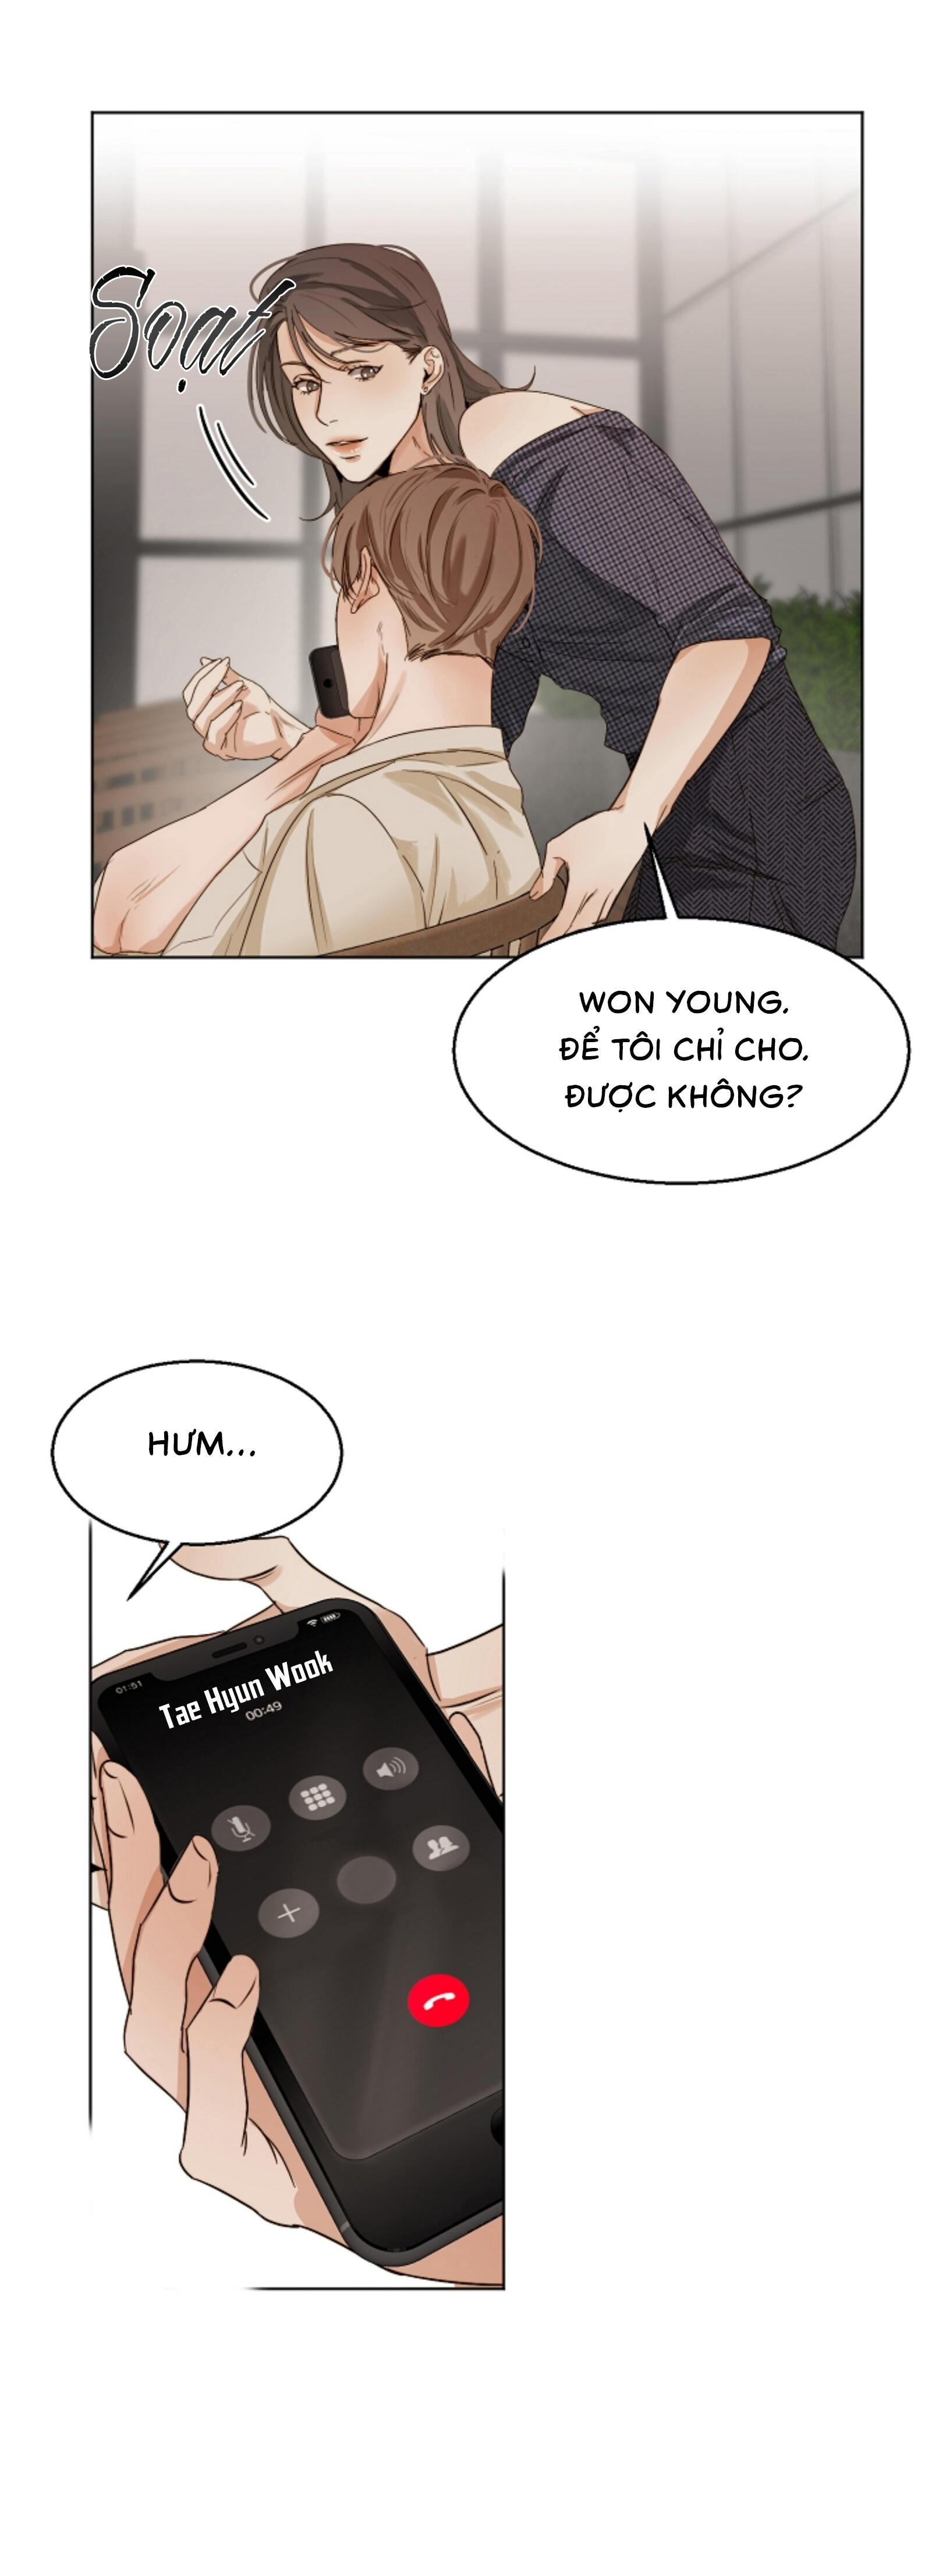 Soạt
WON YOUNG.
ĐỂ TÔI CHỈ CHO.
ĐƯỢC KHÔNG?
HƯM...
01:51
Tae Hyun Wook
00:49